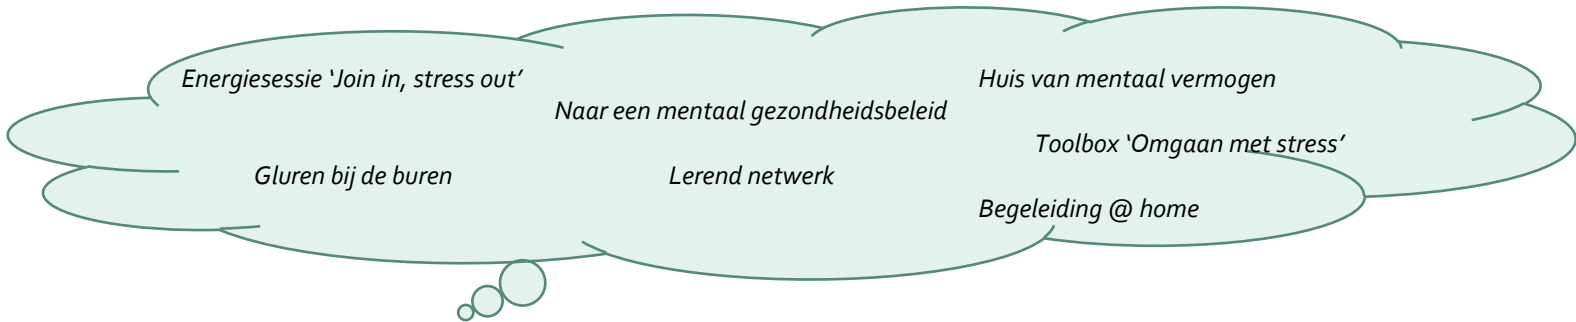 Energiesessie ‘Join in, stress out’
Huis van mentaal vermogen
Naar een mentaal gezondheidsbeleid
Toolbox ‘Omgaan met stress’
Gluren bij de buren
Lerend netwerk
Begeleiding @ home